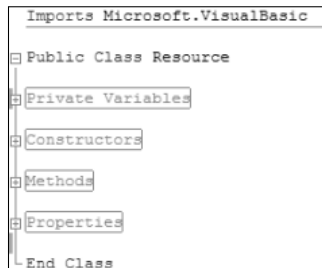 Imports Microsoft.VisualBasic
Public Class Resource
Private Variables
Constructors
Methods
Properties
End Class